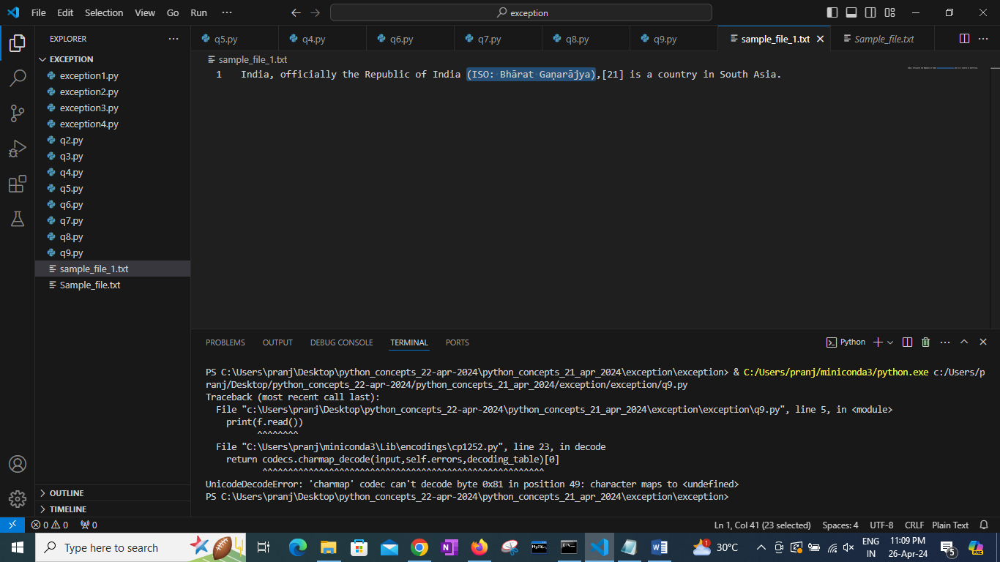 File Edit Selection View Go Run ··· exception
EXPLORER ···
EXCEPTION
exception1.py
exception2.py
exception3.py
exception4.py
q2.py
q3.py
q4.py
q5.py
q6.py
q7.py
q8.py
q9.py
sample_file_1.txt
Sample_file.txt
OUTLINE
TIMELINE
q5.py q4.py q6.py q7.py q8.py q9.py sample_file_1.txt Sample_file.txt ···
sample_file_1.txt
1 India, officially the Republic of India (ISO: Bhārat Gaṇarājya),[21] is a country in South Asia.
PROBLEMS OUTPUT DEBUG CONSOLE TERMINAL PORTS Python ···
PS C:\Users\pranj\Desktop\python_concepts_22-apr-2024\python_concepts_21_apr_2024\exception\exception> & C:/Users/pranj/miniconda3/python.exe c:/Users/p
ranj/Desktop/python_concepts_22-apr-2024/python_concepts_21_apr_2024/exception/exception/q9.py
Traceback (most recent call last):
File "c:\Users\pranj\Desktop\python_concepts_22-apr-2024\python_concepts_21_apr_2024\exception\exception\q9.py", line 5, in <module>
print(f.read())
^^^^^^^^
File "C:\Users\pranj\miniconda3\Lib\encodings\cp1252.py", line 23, in decode
return codecs.charmap_decode(input,self.errors,decoding_table)[0]
^^^^^^^^^^^^^^^^^^^^^^^^^^^^^^^^^^^^^^^^^^^^^^^^^^^^^^^^^^
UnicodeDecodeError: 'charmap' codec can't decode byte 0x81 in position 49: character maps to <undefined>
PS C:\Users\pranj\Desktop\python_concepts_22-apr-2024\python_concepts_21_apr_2024\exception\exception>
0 0 0 Ln 1, Col 41 (23 selected) Spaces: 4 UTF-8 CRLF Plain Text
Type here to search 1 30°C ENG 11:09 PM 5
IN 26-Apr-24